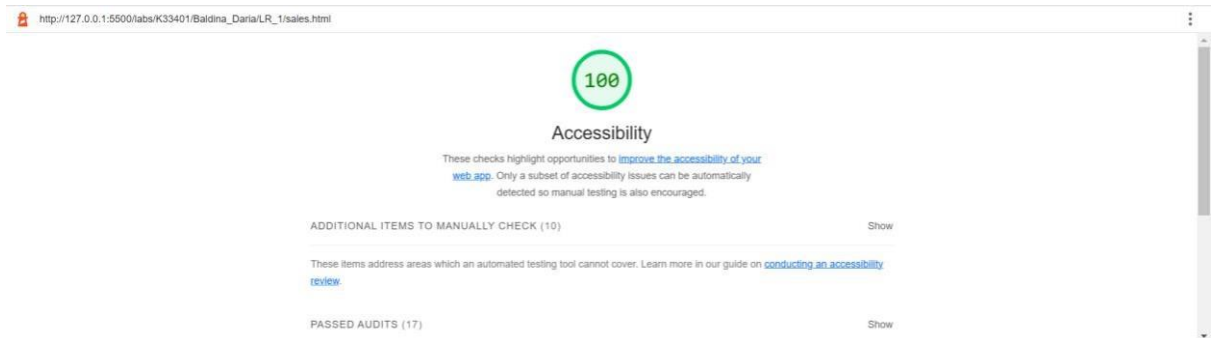 http://127.0.0.1:5500/labs/K33401/Baldina_Daria/LR_1/sales.html
100
Accessibility
These checks highlight opportunities to improve the accessibility of your
web app. Only a subset of accessibility issues can be automatically
detected so manual testing is also encouraged.
ADDITIONAL ITEMS TO MANUALLY CHECK (10) Show
These items address areas which an automated testing tool cannot cover. Learn more in our guide on conducting an accessibility
review.
PASSED AUDITS (17) Show